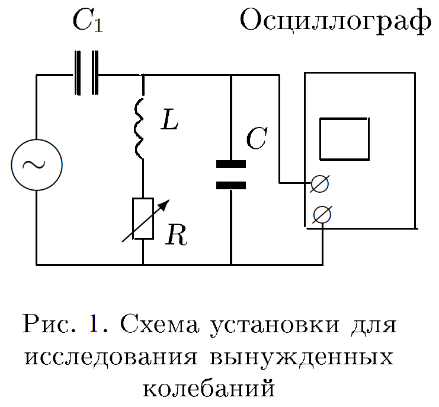 C₁
Осциллограф
L
C
~
R
Рис. 1. Схема установки для
исследования вынужденных
колебаний